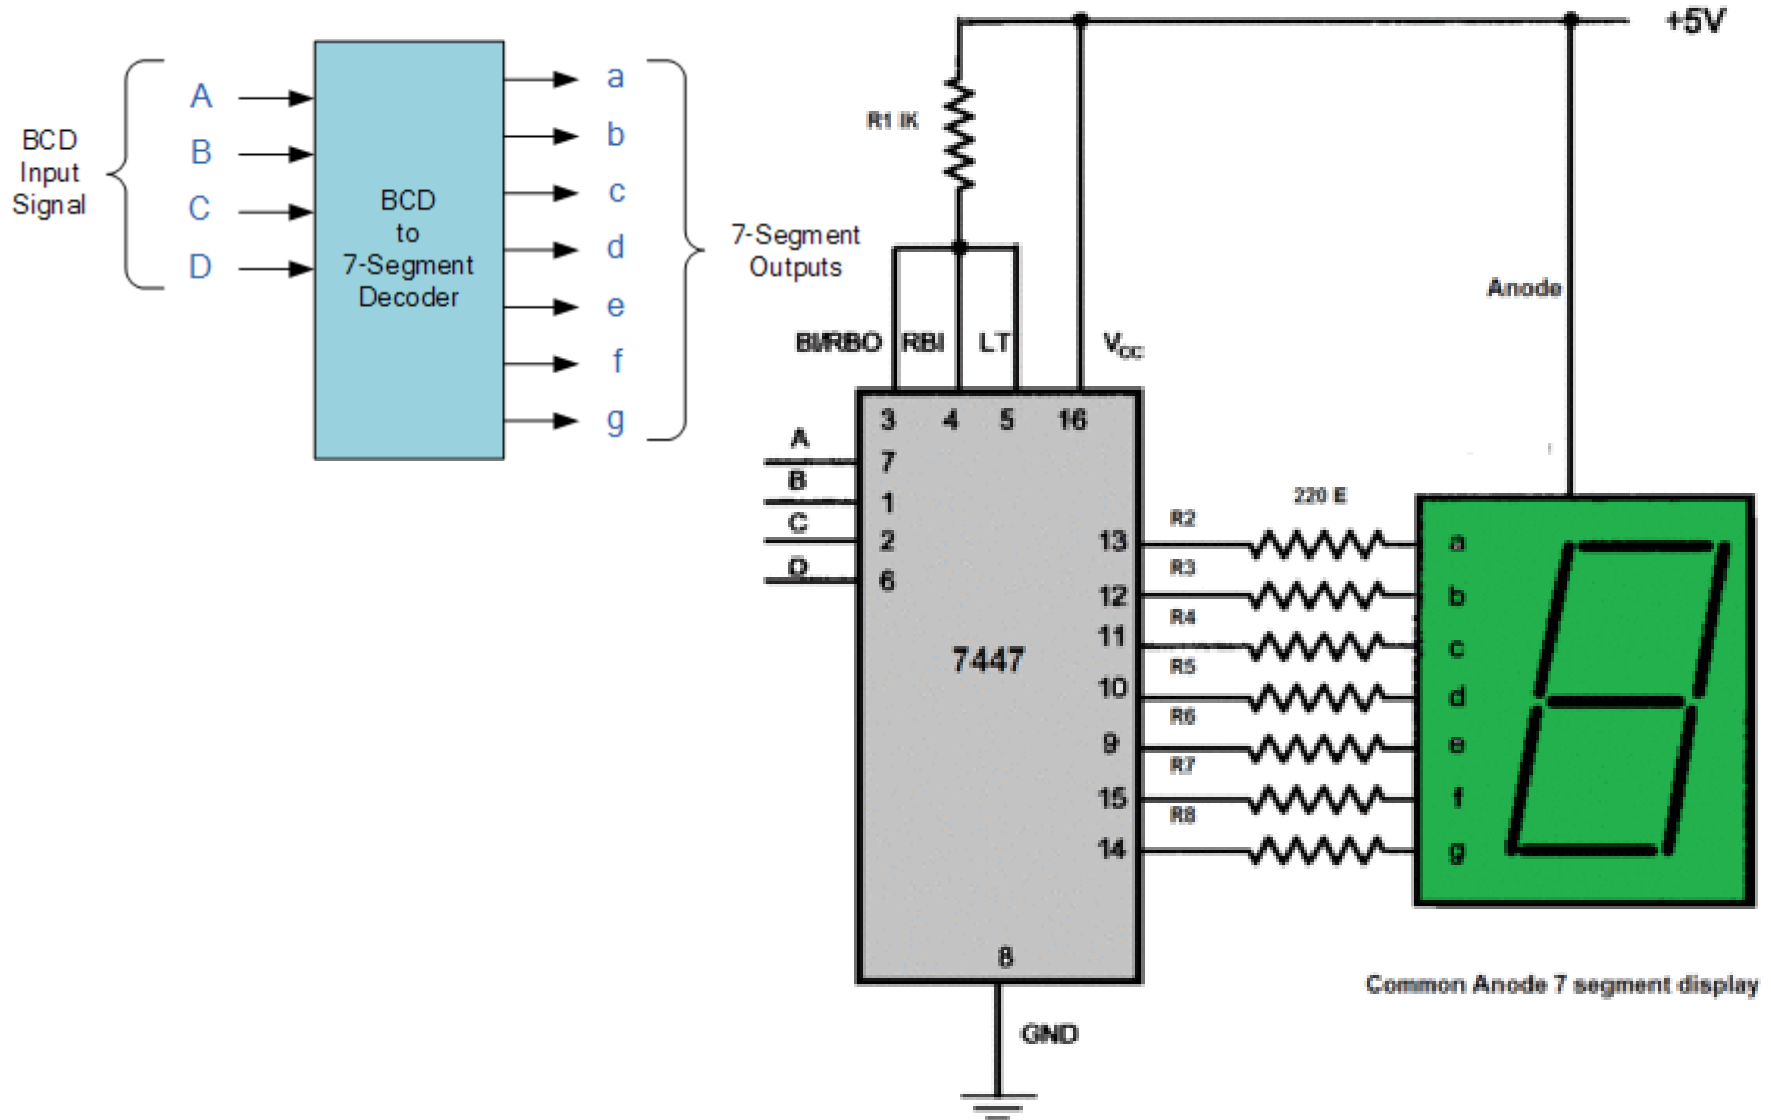 BCD
Input
Signal
A
B
C
D
BCD
to
7-Segment
Decoder
a
b
c
d
e
f
g
7-Segment
Outputs
+5V
R1 IK
Anode
BI/RBO RBI LT VCC
3 4 5 16
A
7
B
1
C
2
D
6
7447
8
GND
220 E
13 R2 a
12 R3 b
11 R4 c
10 R5 d
9 R6 e
15 R7 f
14 R8 g
Common Anode 7 segment display